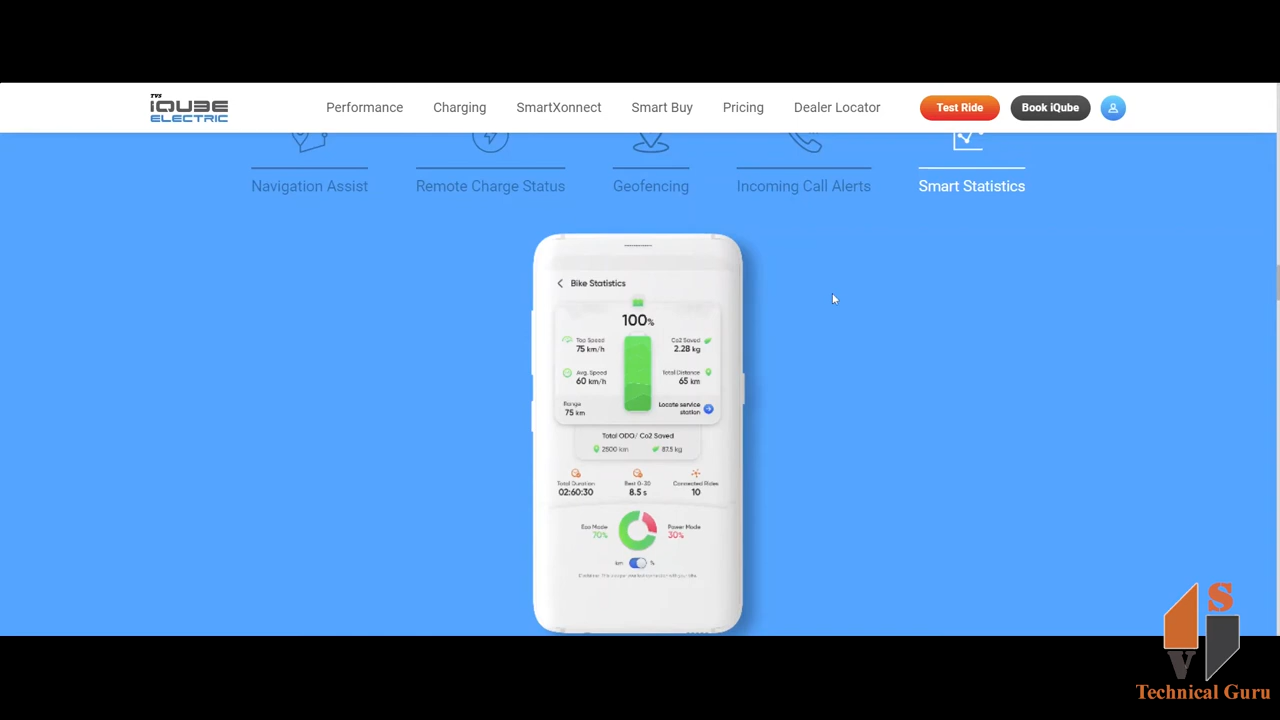 TVS
iQUBE
ELECTRIC
Performance
Charging
SmartXonnect
Smart Buy
Pricing
Dealer Locator
Test Ride
Book iQube
Navigation Assist
Remote Charge Status
Geofencing
Incoming Call Alerts
Smart Statistics
Bike Statistics
100%
Top Speed
75 km/h
Co2 Saved
2.28 kg
Avg. Speed
60 km/h
Total Distance
65 km
Range
75 km
Locate service
station
Total ODO/ Co2 Saved
2500 km
87.5 kg
Total Duration
02:60:30
Best 0-30
8.5 s
Connected Rides
10
Eco Mode
70%
Power Mode
30%
km
%
S
V
Technical Guru